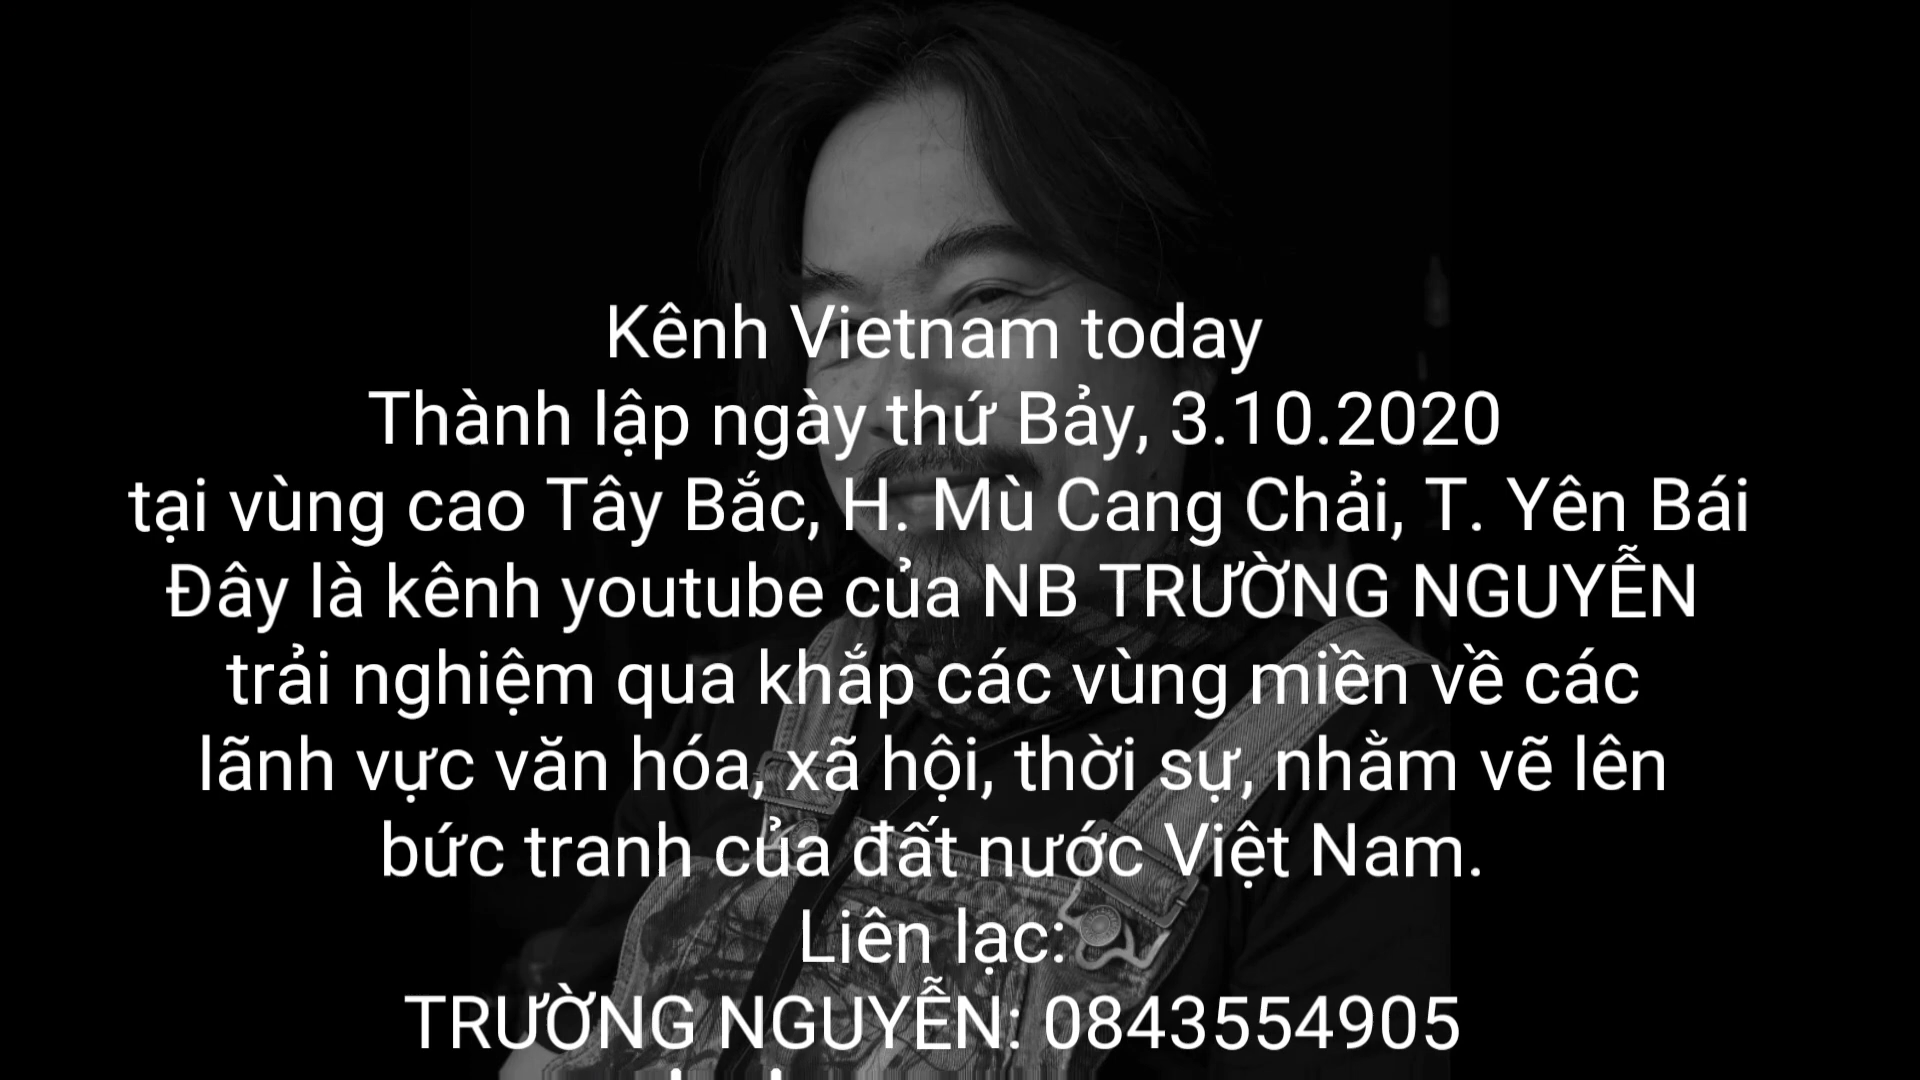 Kênh Vietnam today
Thành lập ngày thứ Bảy, 3.10.2020
tại vùng cao Tây Bắc, H. Mù Cang Chải, T. Yên Bái
Đây là kênh youtube của NB TRƯỜNG NGUYỄN
trải nghiệm qua khắp các vùng miền về các
lãnh vực văn hóa, xã hội, thời sự, nhằm vẽ lên
bức tranh của đất nước Việt Nam.
Liên lạc:
TRƯỜNG NGUYỄN: 0843554905